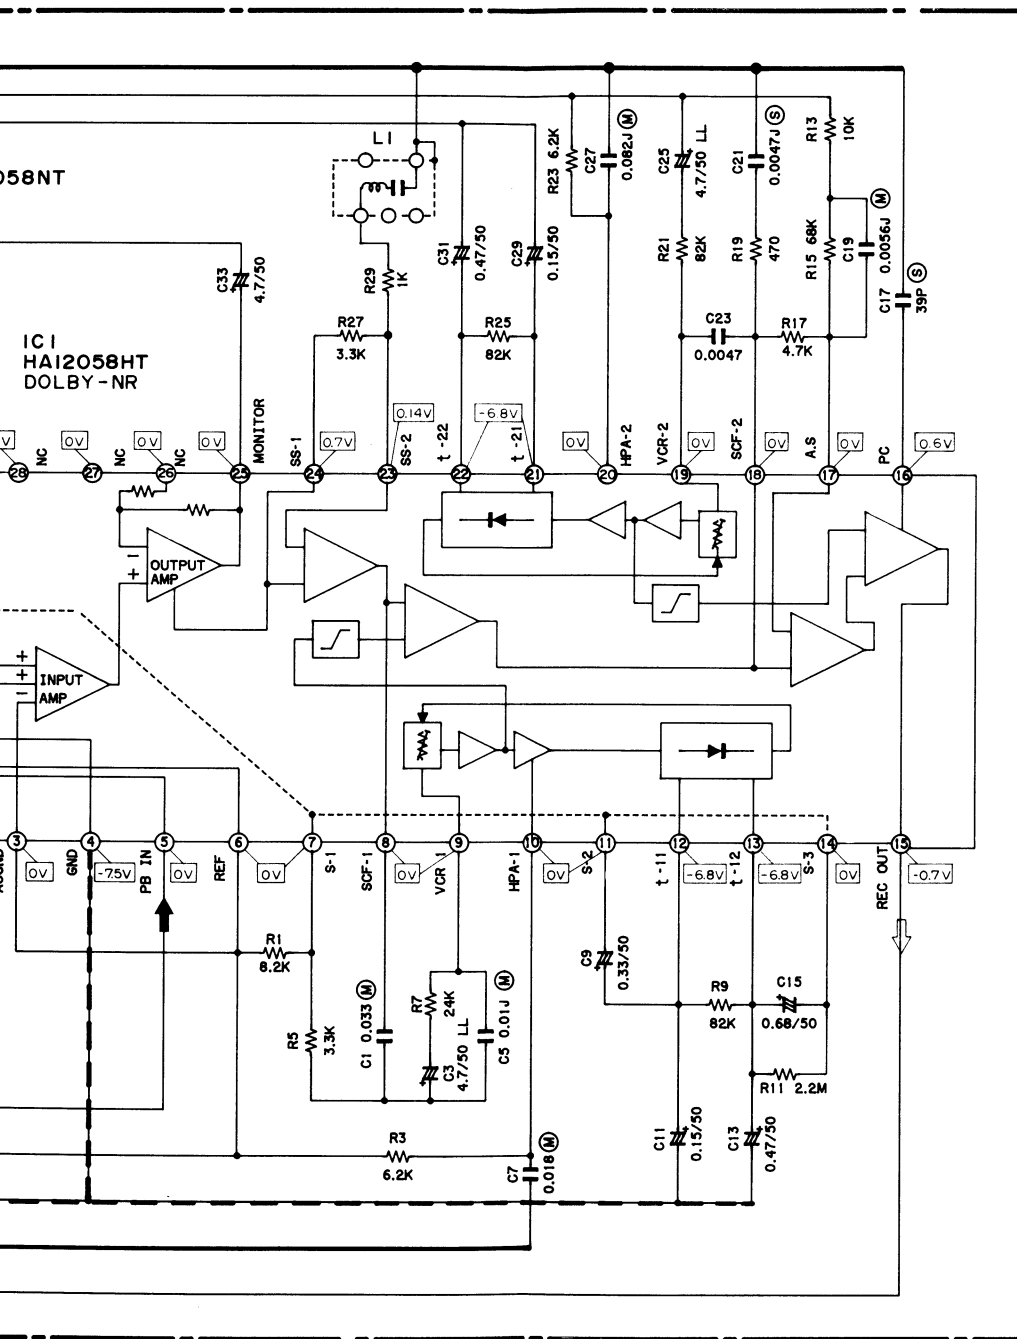 L1
R23 6.2K
C27
0.082J Ⓜ
C25
4.7/50 LL
C21
0.0047J Ⓢ
R13
10K
058NT
C33
4.7/50
R29
1K
C31
0.47/50
C29
0.15/50
R21
82K
R19
470
R15 68K
C19
0.0056J Ⓜ
C17
39P Ⓢ
IC1
HA12058HT
DOLBY-NR
R27
3.3K
R25
82K
C23
0.0047
R17
4.7K
V
NC
0V
NC
0V
NC
0V
MONITOR
SS-1
0.7V
0.14V
SS-2
t-22
-6.8V
t-21
0V
HPA-2
VCR-2
0V
SCF-2
0V
A.S
0V
PC
0.6V
28
27
26
25
24
23
22
21
20
19
18
17
16
−
+
OUTPUT
AMP
+
+
−
INPUT
AMP
3
4
5
6
7
8
9
10
11
12
13
14
15
0V
GND
-7.5V
PB IN
0V
REF
0V
S-1
SCF-1
0V
VCR 1
HPA-1
0V
S-2
t-11
-6.8V
t-12
-6.8V
S-3
0V
REC OUT
-0.7V
R1
8.2K
C9
0.33/50
R5
3.3K
C1 0.033 Ⓜ
R7
24K
C3
4.7/50 LL
C5 0.01J Ⓜ
R9
82K
C15
0.68/50
R11 2.2M
C11
0.15/50
C13
0.47/50
R3
6.2K
C7
0.018 Ⓜ